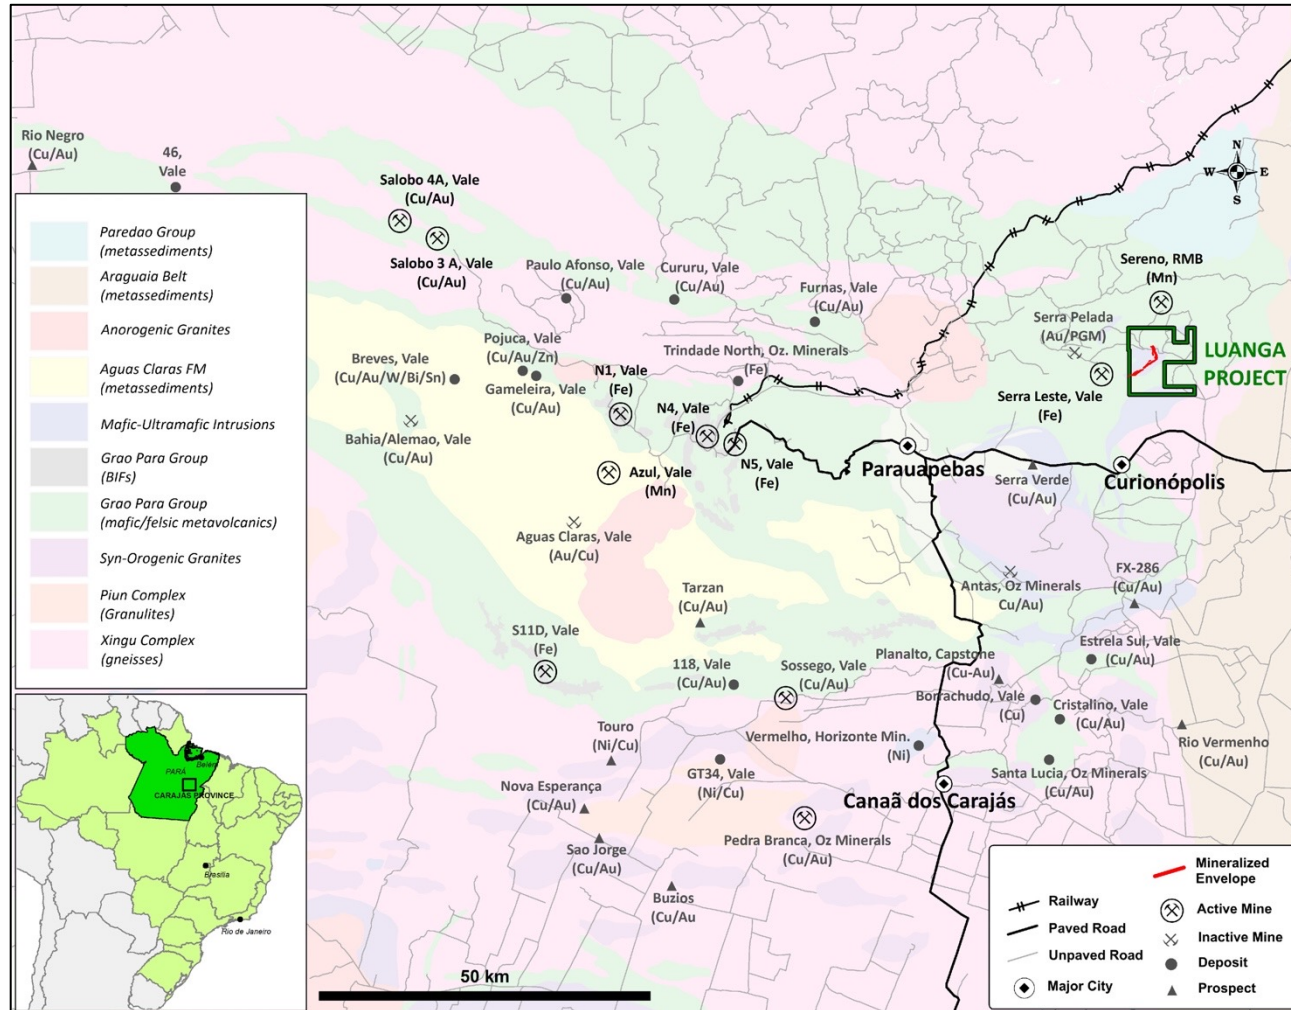 Rio Negro
(Cu/Au)
46,
Vale
Salobo 4A, Vale
(Cu/Au)
Salobo 3 A, Vale
(Cu/Au)
Paulo Afonso, Vale
(Cu/Au)
Cururu, Vale
(Cu/Au)
Furnas, Vale
(Cu/Au)
N
W
E
S
Sereno, RMB
(Mn)
Serra Pelada
(Au/PGM)
LUANGA
PROJECT
Serra Leste, Vale
(Fe)
Pojuca, Vale
(Cu/Au/Zn)
Gameleira, Vale
(Cu/Au)
Breves, Vale
(Cu/Au/W/Bi/Sn)
Trindade North, Oz. Minerals
(Fe)
N1, Vale
(Fe)
N4, Vale
(Fe)
N5, Vale
(Fe)
Bahia/Alemao, Vale
(Cu/Au)
Azul, Vale
(Mn)
Parauapebas
Serra Verde
(Cu/Au)
Curionópolis
Aguas Claras, Vale
(Au/Cu)
Antas, Oz Minerals
Cu/Au)
FX-286
(Cu/Au)
Tarzan
(Cu/Au)
S11D, Vale
(Fe)
118, Vale
(Cu/Au)
Sossego, Vale
(Cu/Au)
Planalto, Capstone
(Cu-Au)
Estrela Sul, Vale
(Cu/Au)
Borrachudo, Vale
(Cu)
Cristalino, Vale
(Cu/Au)
Touro
(Ni/Cu)
Vermelho, Horizonte Min.
(Ni)
Rio Vermenho
(Cu/Au)
GT34, Vale
(Ni/Cu)
Santa Lucia, Oz Minerals
(Cu/Au)
Nova Esperança
(Cu/Au)
Canaã dos Carajás
Sao Jorge
(Cu/Au)
Pedra Branca, Oz Minerals
(Cu/Au)
Buzios
(Cu/Au
50 km
Paredao Group
(metassediments)
Araguaia Belt
(metassediments)
Anorogenic Granites
Aguas Claras FM
(metassediments)
Mafic-Ultramafic Intrusions
Grao Para Group
(BIFs)
Grao Para Group
(mafic/felsic metavolcanics)
Syn-Orogenic Granites
Piun Complex
(Granulites)
Xingu Complex
(gneisses)
Belém
PARÁ
CARAJÁS PROVINCE
Brasilia
Rio de Janeiro
Railway
Paved Road
Unpaved Road
Major City
Mineralized
Envelope
Active Mine
Inactive Mine
Deposit
Prospect